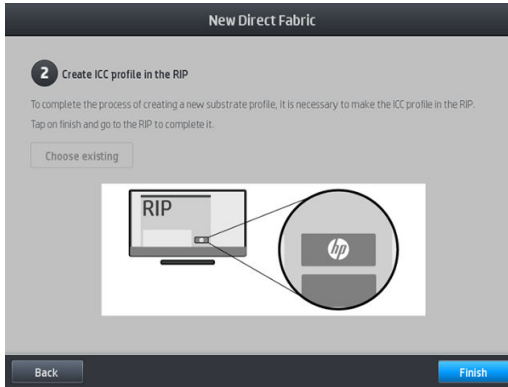 New Direct Fabric
2 Create ICC profile in the RIP
To complete the process of creating a new substrate profile, it is necessary to make the ICC profile in the RIP.
Tap on finish and go to the RIP to complete it.
Choose existing
RIP
hp
Back
Finish